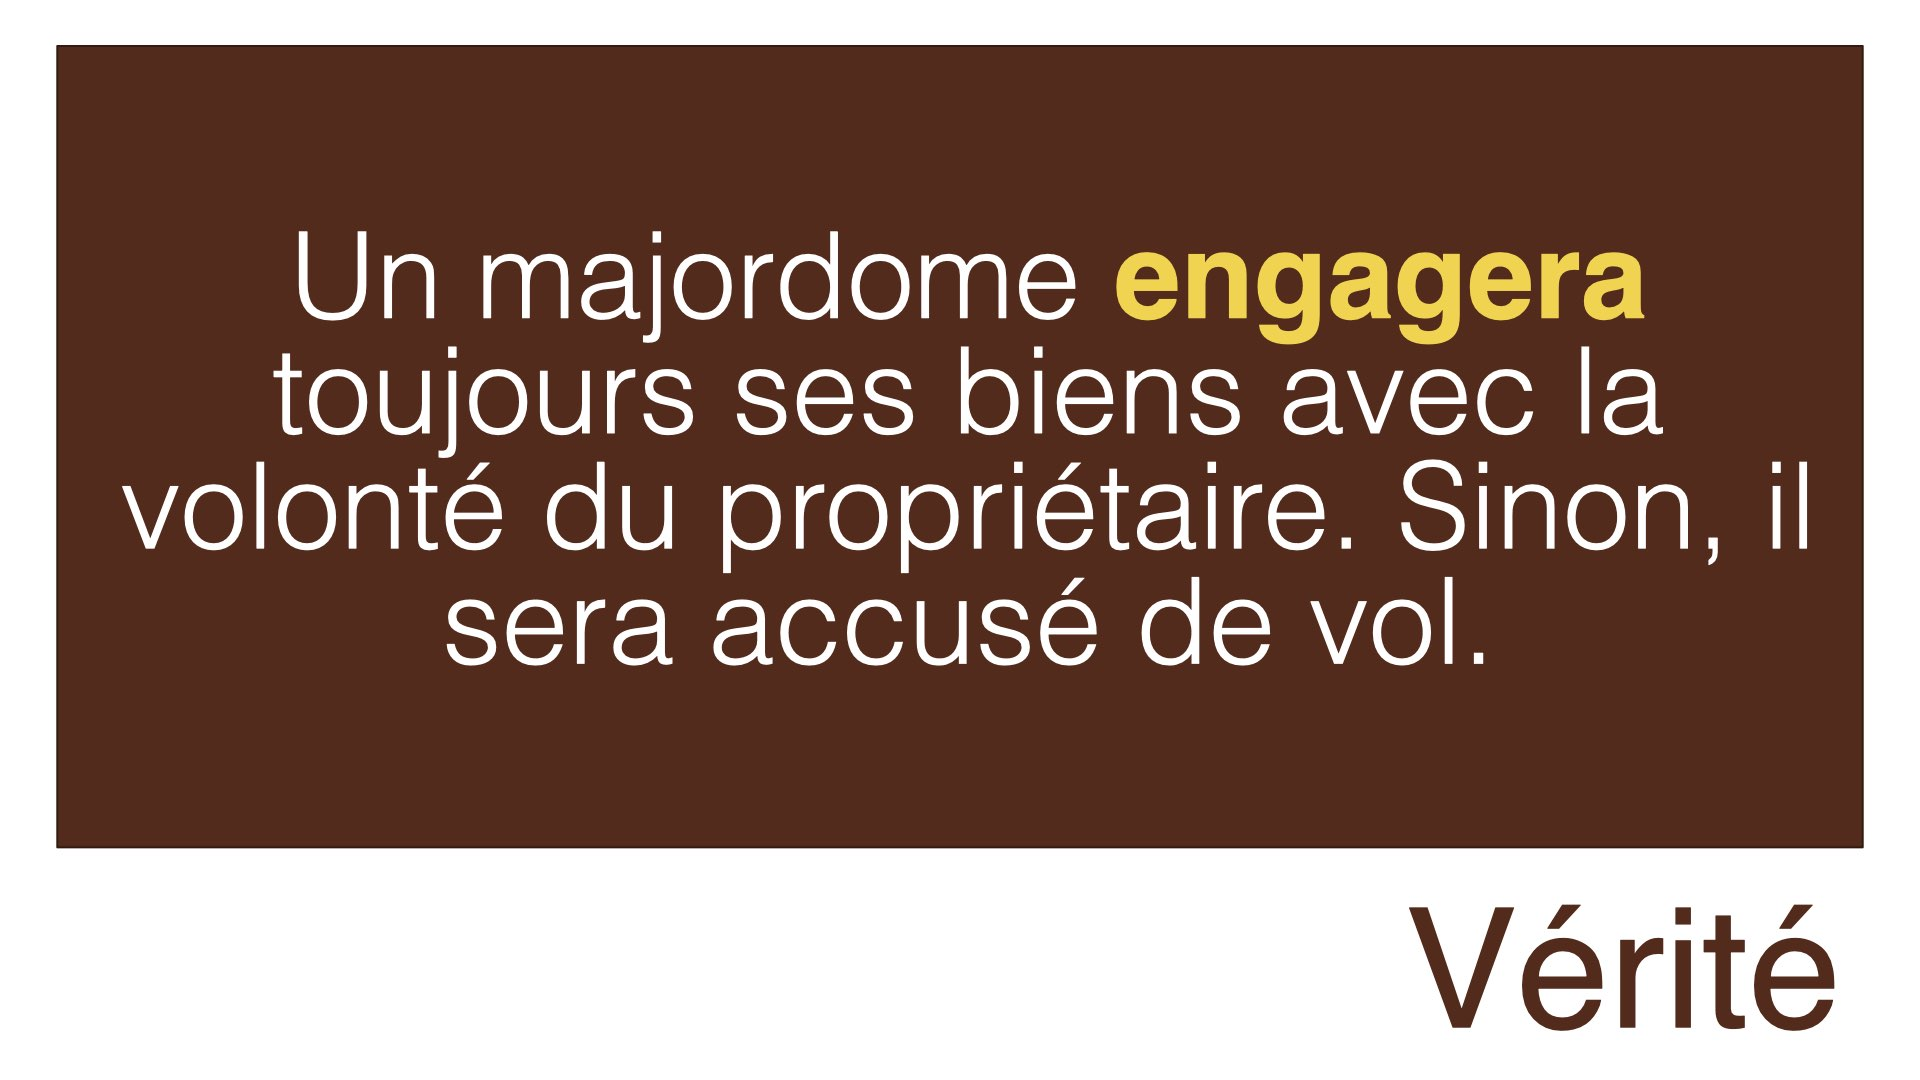 Un majordome engagera
toujours ses biens avec la
volonté du propriétaire. Sinon, il
sera accusé de vol.
Vérité